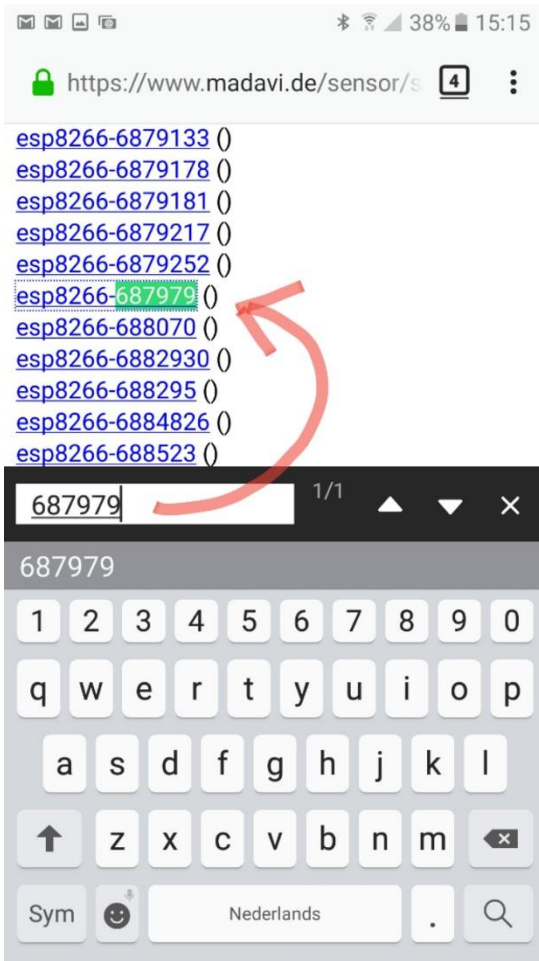 38% 15:15
https://www.madavi.de/sensor/s 4
esp8266-6879133 ()
esp8266-6879178 ()
esp8266-6879181 ()
esp8266-6879217 ()
esp8266-6879252 ()
esp8266-687979 ()
esp8266-688070 ()
esp8266-6882930 ()
esp8266-688295 ()
esp8266-6884826 ()
esp8266-688523 ()
687979 1/1
687979
1 2 3 4 5 6 7 8 9 0
q w e r t y u i o p
a s d f g h j k l
z x c v b n m
Sym Nederlands .